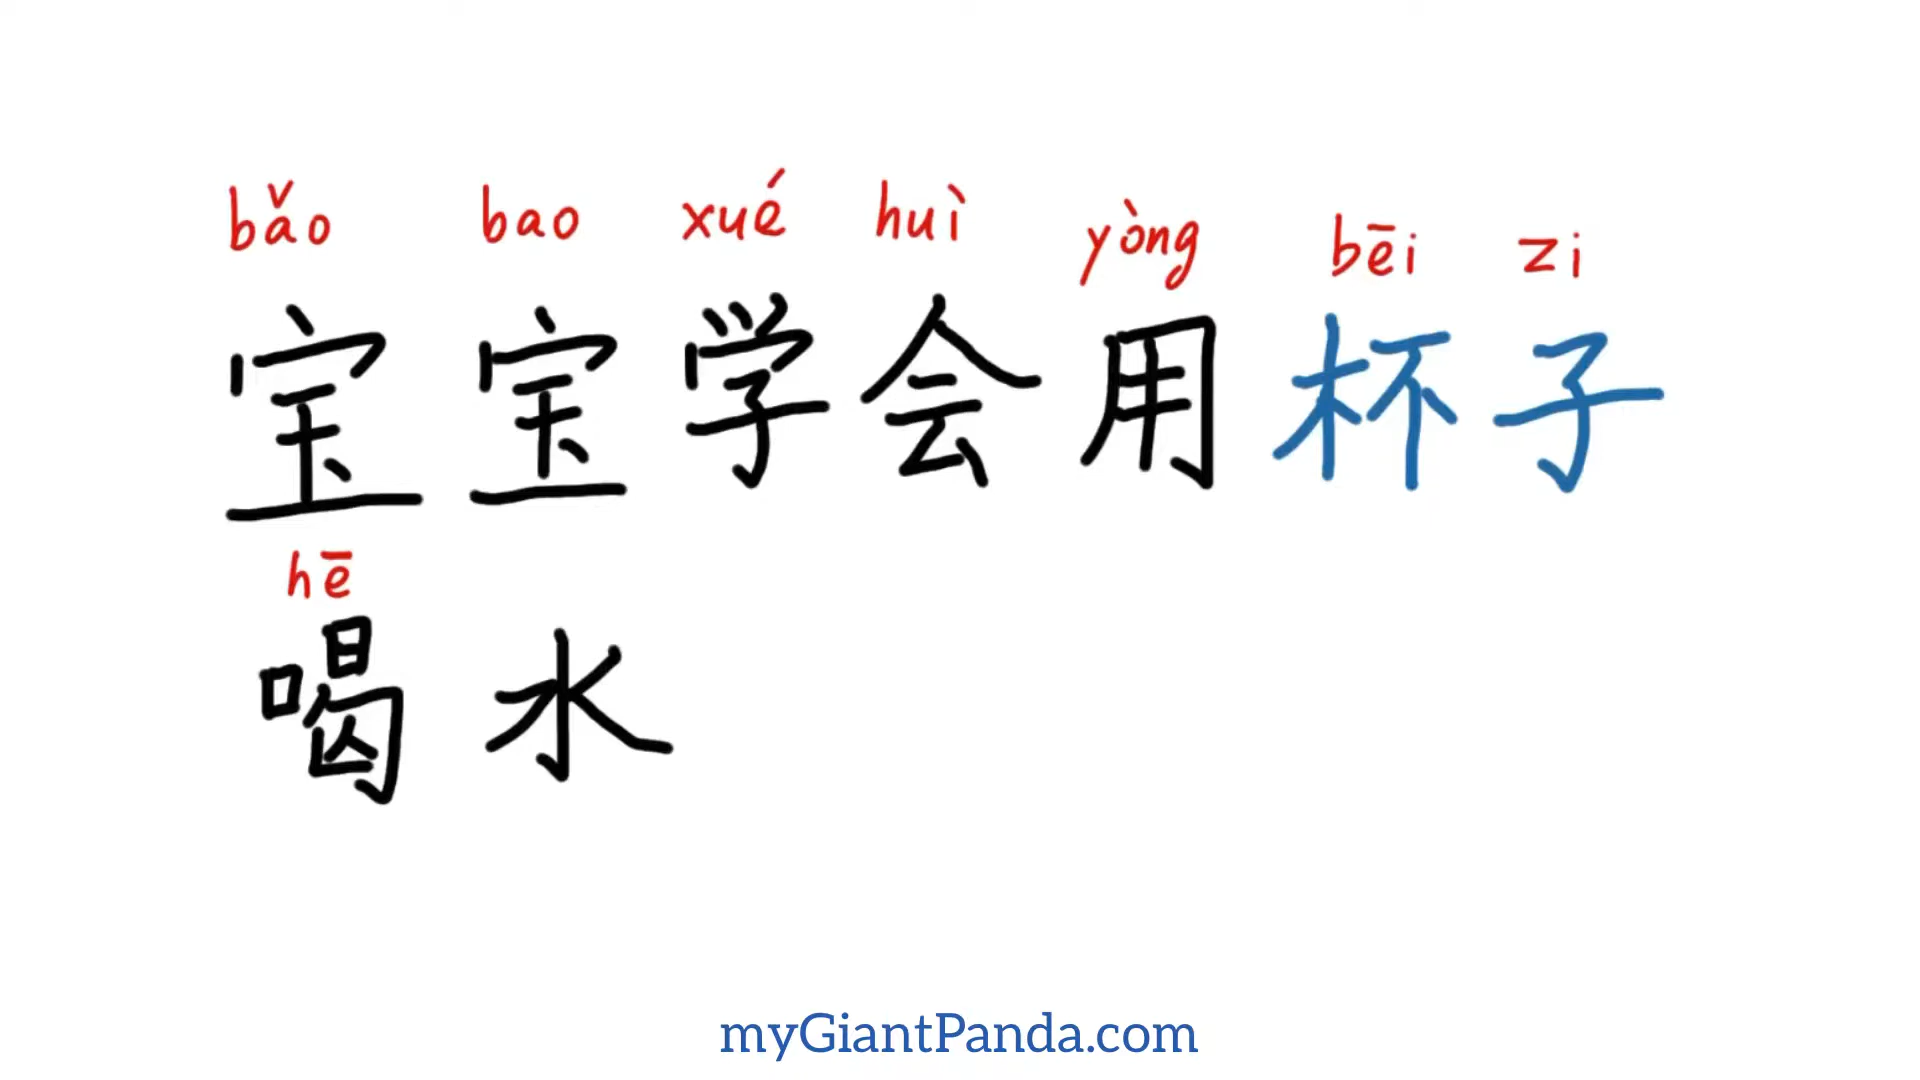 bǎo bao xué huì yòng bēi zi
宝宝学会用杯子
hē
喝水
myGiantPanda.com